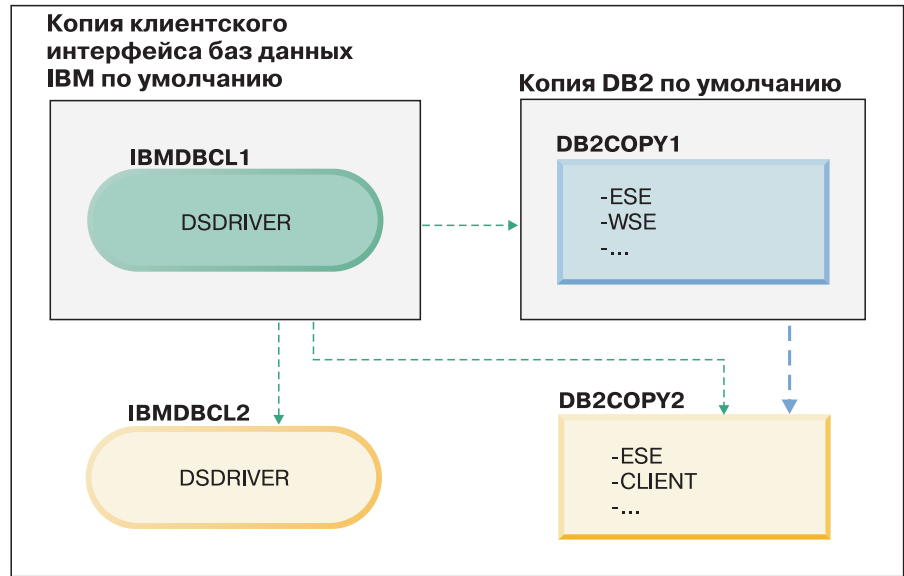 Копия клиентского
интерфейса баз данных
IBM по умолчанию
Копия DB2 по умолчанию
IBMDBCL1
DSDRIVER
DB2COPY1
-ESE
-WSE
-...
IBMDBCL2
DSDRIVER
DB2COPY2
-ESE
-CLIENT
-...